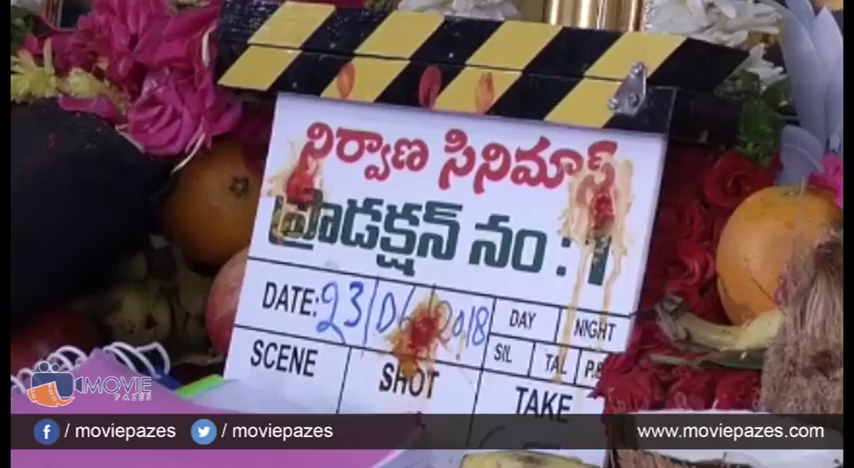 నిర్వాణ సినిమాస్
ప్రొడక్షన్ నం : 1
DATE: 23/06/2018
DAY NIGHT
SIL TAL
SCENE SHOT TAKE
MOVIE
PAZES
/ moviepazes / moviepazes www.moviepazes.com